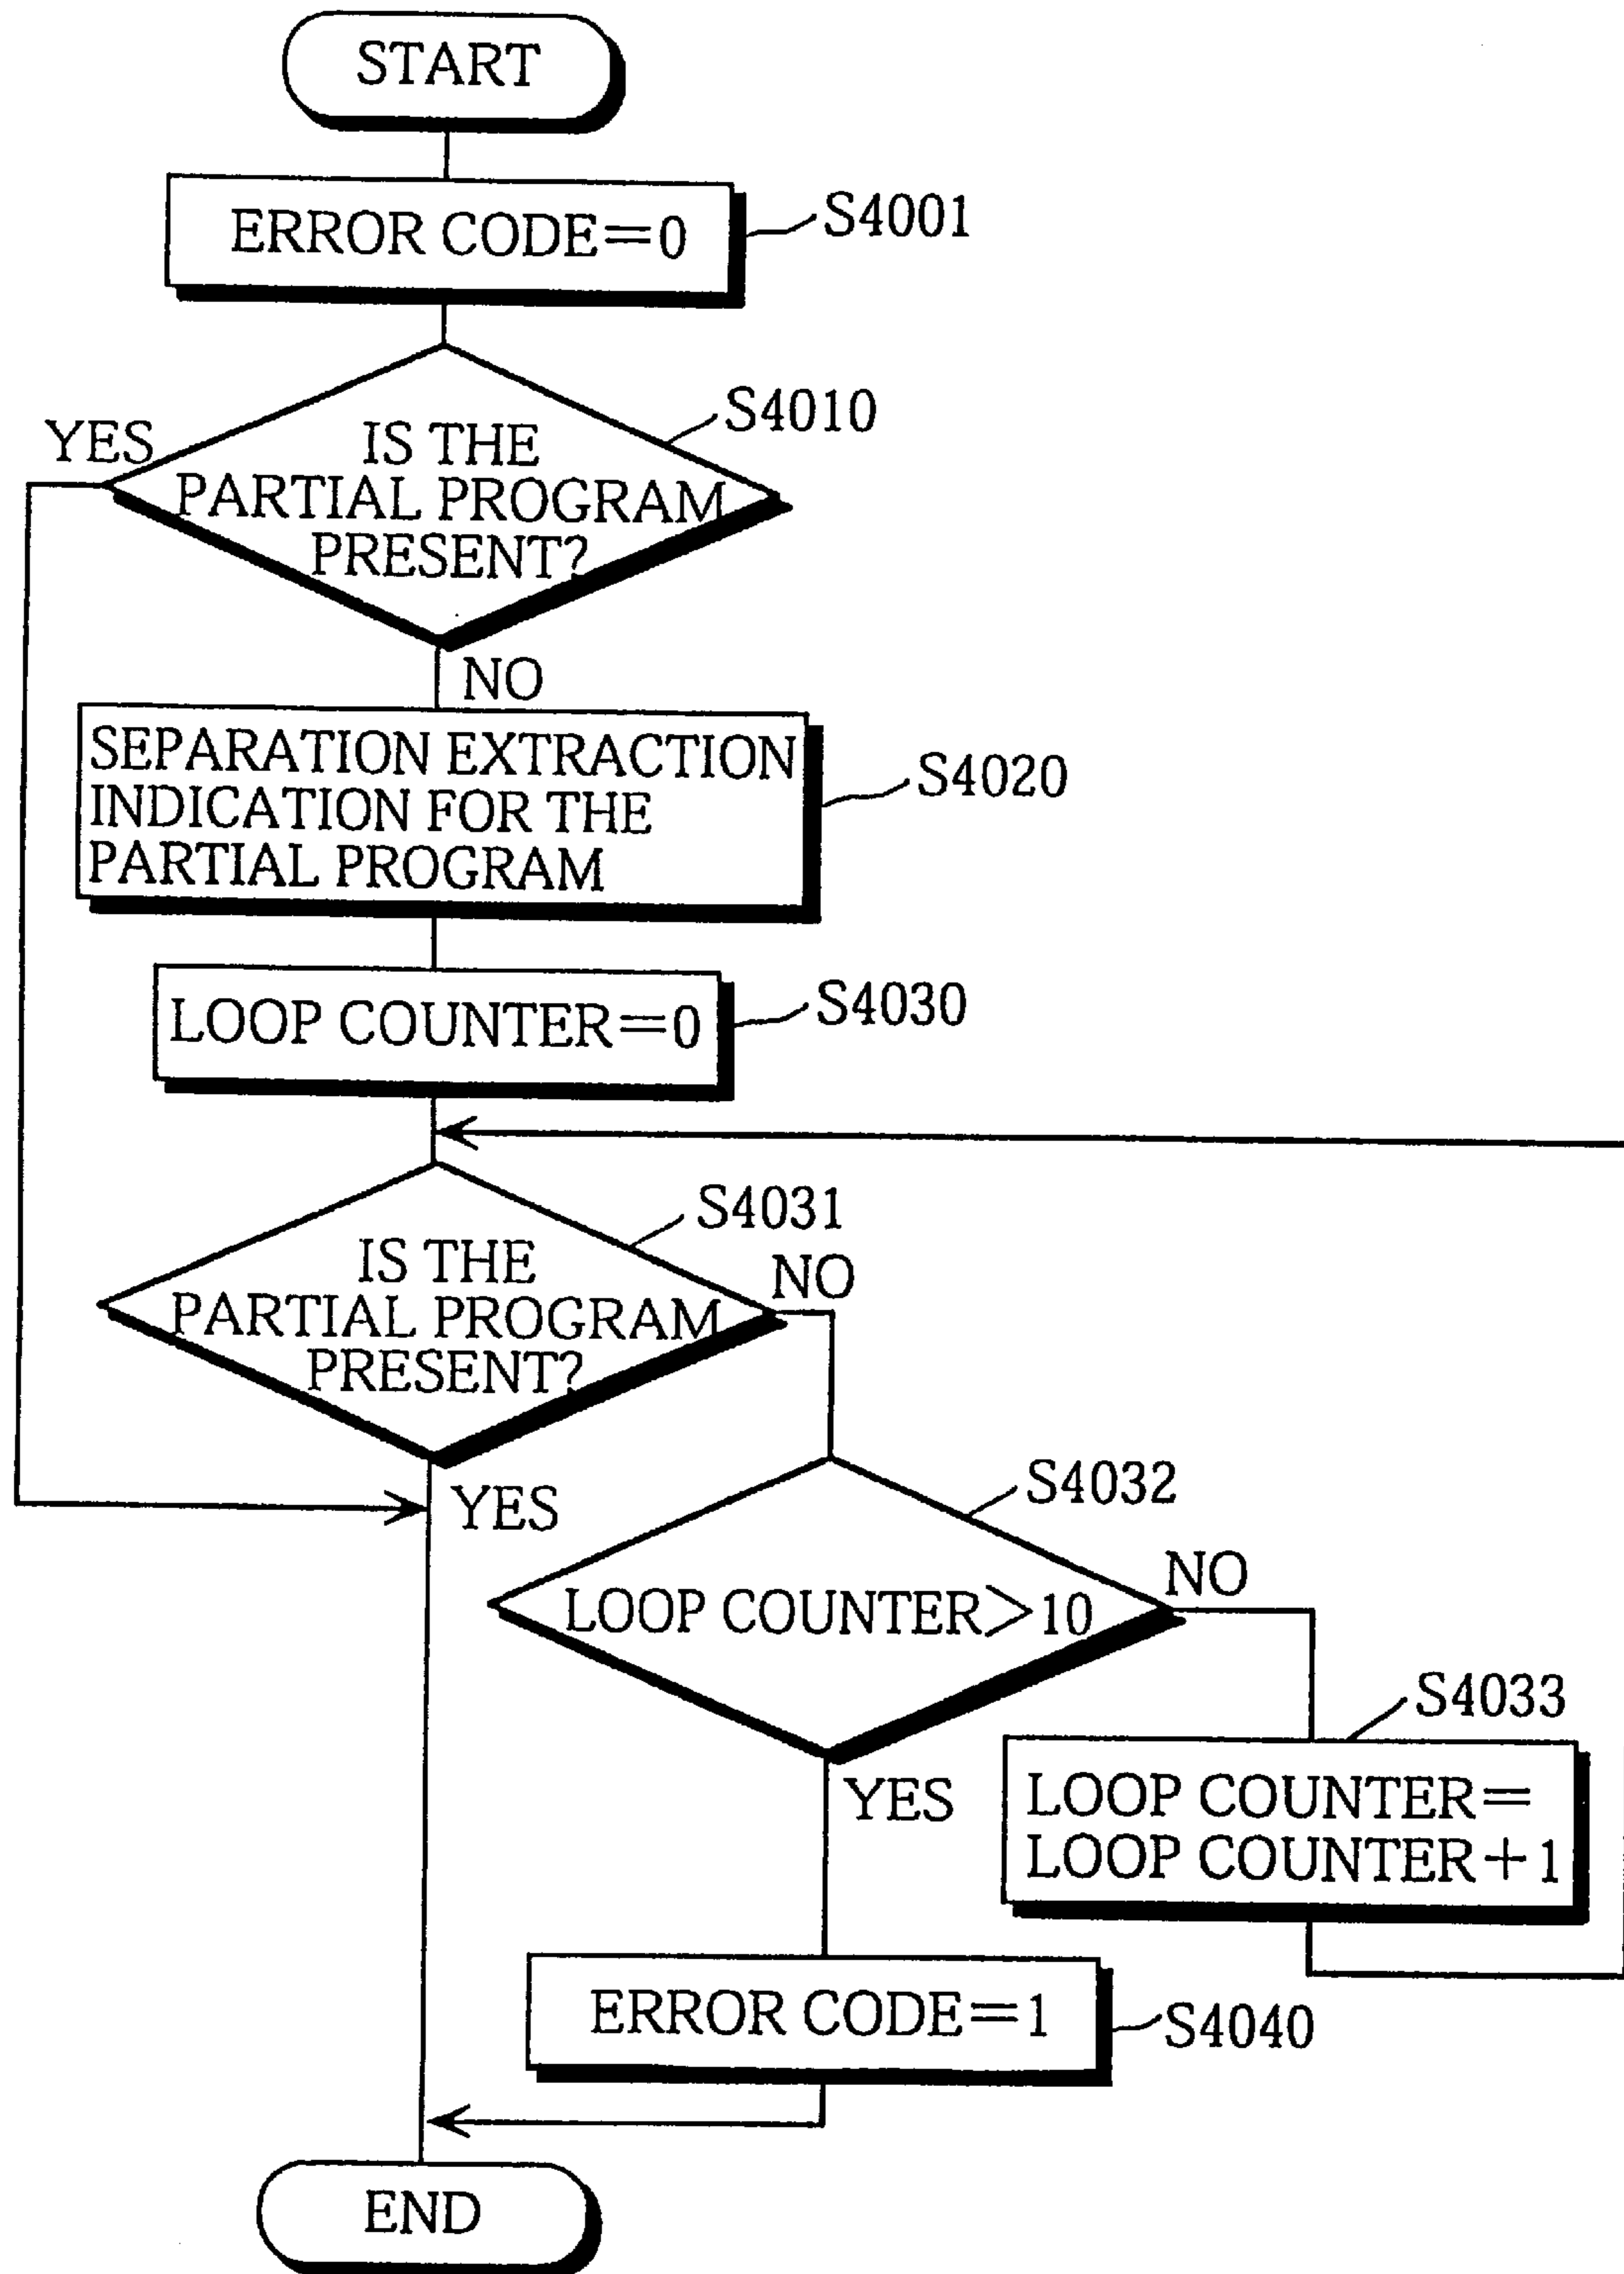 START
ERROR CODE=0
S4001
S4010
YES
IS THE
PARTIAL PROGRAM
PRESENT?
NO
SEPARATION EXTRACTION
INDICATION FOR THE
PARTIAL PROGRAM
S4020
LOOP COUNTER=0
S4030
S4031
IS THE
PARTIAL PROGRAM
PRESENT?
NO
YES
S4032
LOOP COUNTER>10
NO
S4033
YES
LOOP COUNTER=
LOOP COUNTER+1
ERROR CODE=1
S4040
END